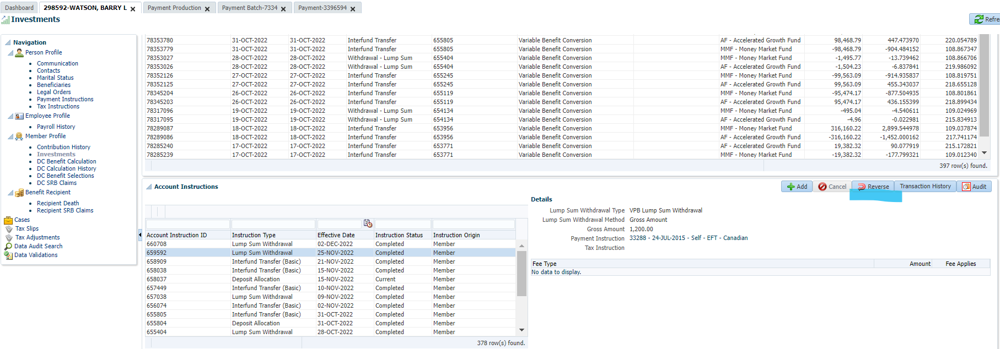 Dashboard 298592-WATSON, BARRY L Payment Production Payment Batch-7334 Payment-3396594
Investments
Refre
Navigation
Person Profile
Communication
Contacts
Marital Status
Beneficiaries
Legal Orders
Payment Instructions
Tax Instructions
Employee Profile
Payroll History
Member Profile
Contribution History
Investments
DC Benefit Calculation
DC Calculation History
DC Benefit Selections
DC SRB Claims
Benefit Recipient
Recipient Death
Recipient SRB Claims
Cases
Tax Slips
Tax Adjustments
Data Audit Search
Data Validations
78353780 31-OCT-2022 31-OCT-2022 Interfund Transfer 655805 Variable Benefit Conversion AF - Accelerated Growth Fund 98,468.79 447.473970 220.054789
78353779 31-OCT-2022 31-OCT-2022 Interfund Transfer 655805 Variable Benefit Conversion MMF - Money Market Fund -98,468.79 -904.484152 108.867347
78353027 28-OCT-2022 28-OCT-2022 Withdrawal - Lump Sum 655404 Variable Benefit Conversion MMF - Money Market Fund -1,495.77 -13.739462 108.866706
78353026 28-OCT-2022 28-OCT-2022 Withdrawal - Lump Sum 655404 Variable Benefit Conversion AF - Accelerated Growth Fund -1,504.23 -6.837841 219.986092
78352126 27-OCT-2022 27-OCT-2022 Interfund Transfer 655245 Variable Benefit Conversion MMF - Money Market Fund -99,563.09 -914.935837 108.819751
78352125 27-OCT-2022 27-OCT-2022 Interfund Transfer 655245 Variable Benefit Conversion AF - Accelerated Growth Fund 99,563.09 455.343037 218.655128
78345204 26-OCT-2022 26-OCT-2022 Interfund Transfer 655119 Variable Benefit Conversion MMF - Money Market Fund -95,474.17 -877.504935 108.801861
78345203 26-OCT-2022 26-OCT-2022 Interfund Transfer 655119 Variable Benefit Conversion AF - Accelerated Growth Fund 95,474.17 436.155399 218.899434
78317096 19-OCT-2022 19-OCT-2022 Withdrawal - Lump Sum 654134 Variable Benefit Conversion MMF - Money Market Fund -495.04 -4.540611 109.024969
78317095 19-OCT-2022 19-OCT-2022 Withdrawal - Lump Sum 654134 Variable Benefit Conversion AF - Accelerated Growth Fund -4.96 -0.022981 215.834913
78289087 18-OCT-2022 18-OCT-2022 Interfund Transfer 653956 Variable Benefit Conversion MMF - Money Market Fund 316,160.22 2,899.544978 109.037874
78289086 18-OCT-2022 18-OCT-2022 Interfund Transfer 653956 Variable Benefit Conversion AF - Accelerated Growth Fund -316,160.22 -1,452.000162 217.741174
78285240 17-OCT-2022 17-OCT-2022 Interfund Transfer 653771 Variable Benefit Conversion AF - Accelerated Growth Fund 19,382.32 90.077919 215.172821
78285239 17-OCT-2022 17-OCT-2022 Interfund Transfer 653771 Variable Benefit Conversion MMF - Money Market Fund -19,382.32 -177.799321 109.012340
397 row(s) found.
Account Instructions Add Cancel Reverse Transaction History Audit
Account Instruction ID Instruction Type Effective Date Instruction Status Instruction Origin
660708 Lump Sum Withdrawal 02-DEC-2022 Completed Member
659592 Lump Sum Withdrawal 25-NOV-2022 Completed Member
658909 Interfund Transfer (Basic) 21-NOV-2022 Completed Member
658038 Interfund Transfer (Basic) 15-NOV-2022 Completed Member
658037 Deposit Allocation 15-NOV-2022 Current Member
657449 Interfund Transfer (Basic) 10-NOV-2022 Completed Member
657038 Lump Sum Withdrawal 09-NOV-2022 Completed Member
656074 Interfund Transfer (Basic) 02-NOV-2022 Completed Member
655805 Interfund Transfer (Basic) 31-OCT-2022 Completed Member
655804 Deposit Allocation 31-OCT-2022 Completed Member
655404 Lump Sum Withdrawal 28-OCT-2022 Completed Member
378 row(s) found.
Details
Lump Sum Withdrawal Type VPB Lump Sum Withdrawal
Lump Sum Withdrawal Method Gross Amount
Gross Amount 1,200.00
Payment Instruction 33288 - 24-JUL-2015 - Self - EFT - Canadian
Tax Instruction
Fee Type Amount Fee Applies
No data to display.